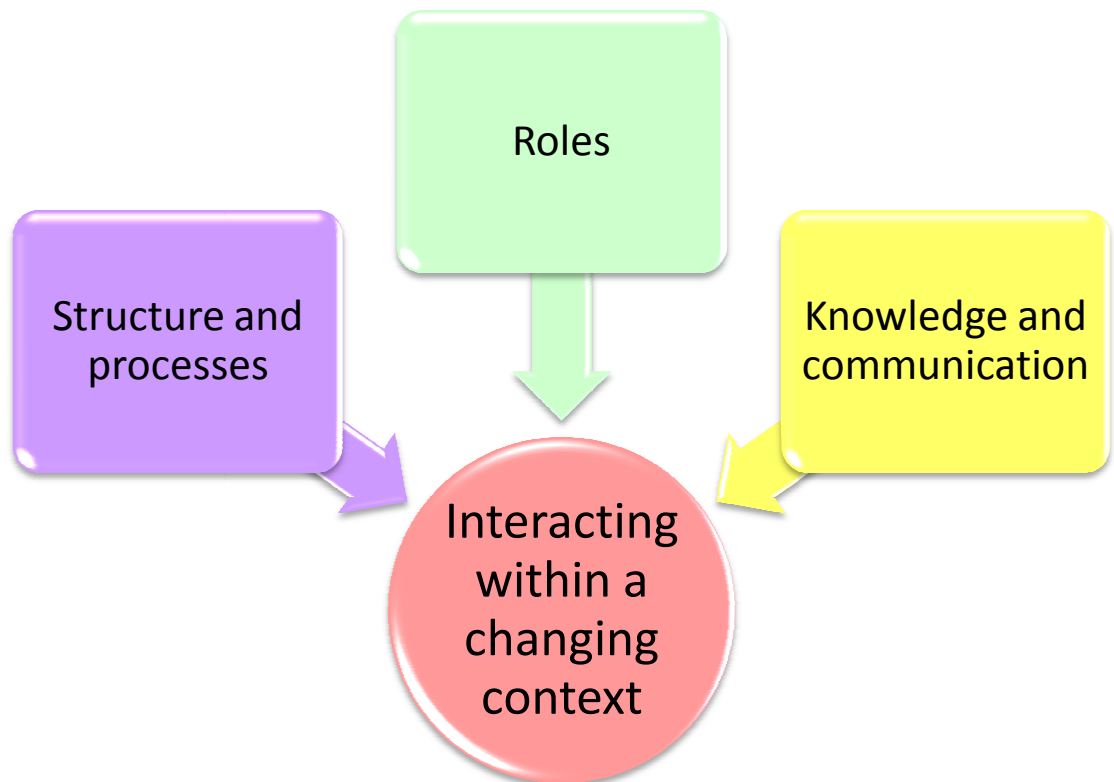 Roles
Structure and
processes
Knowledge and
communication
Interacting
within a
changing
context